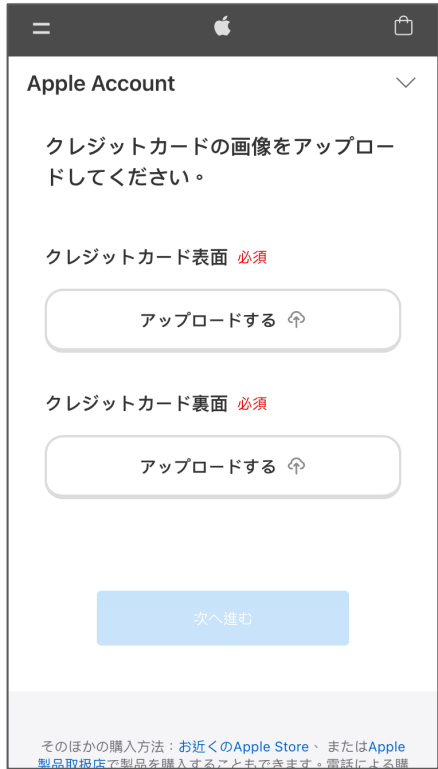 Apple Account
クレジットカードの画像をアップロー
ドしてください。
クレジットカード表面 必須
アップロードする
クレジットカード裏面 必須
アップロードする
次へ進む
そのほかの購入方法：お近くのApple Store、またはApple
製品取扱店で製品を購入することもできます。電話による購